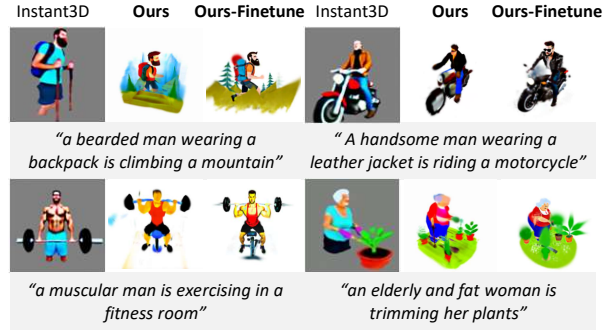 Instant3D Ours Ours-Finetune Instant3D Ours Ours-Finetune
“a bearded man wearing a
backpack is climbing a mountain”
“ A handsome man wearing a
leather jacket is riding a motorcycle”
“a muscular man is exercising in a
fitness room”
“an elderly and fat woman is
trimming her plants”